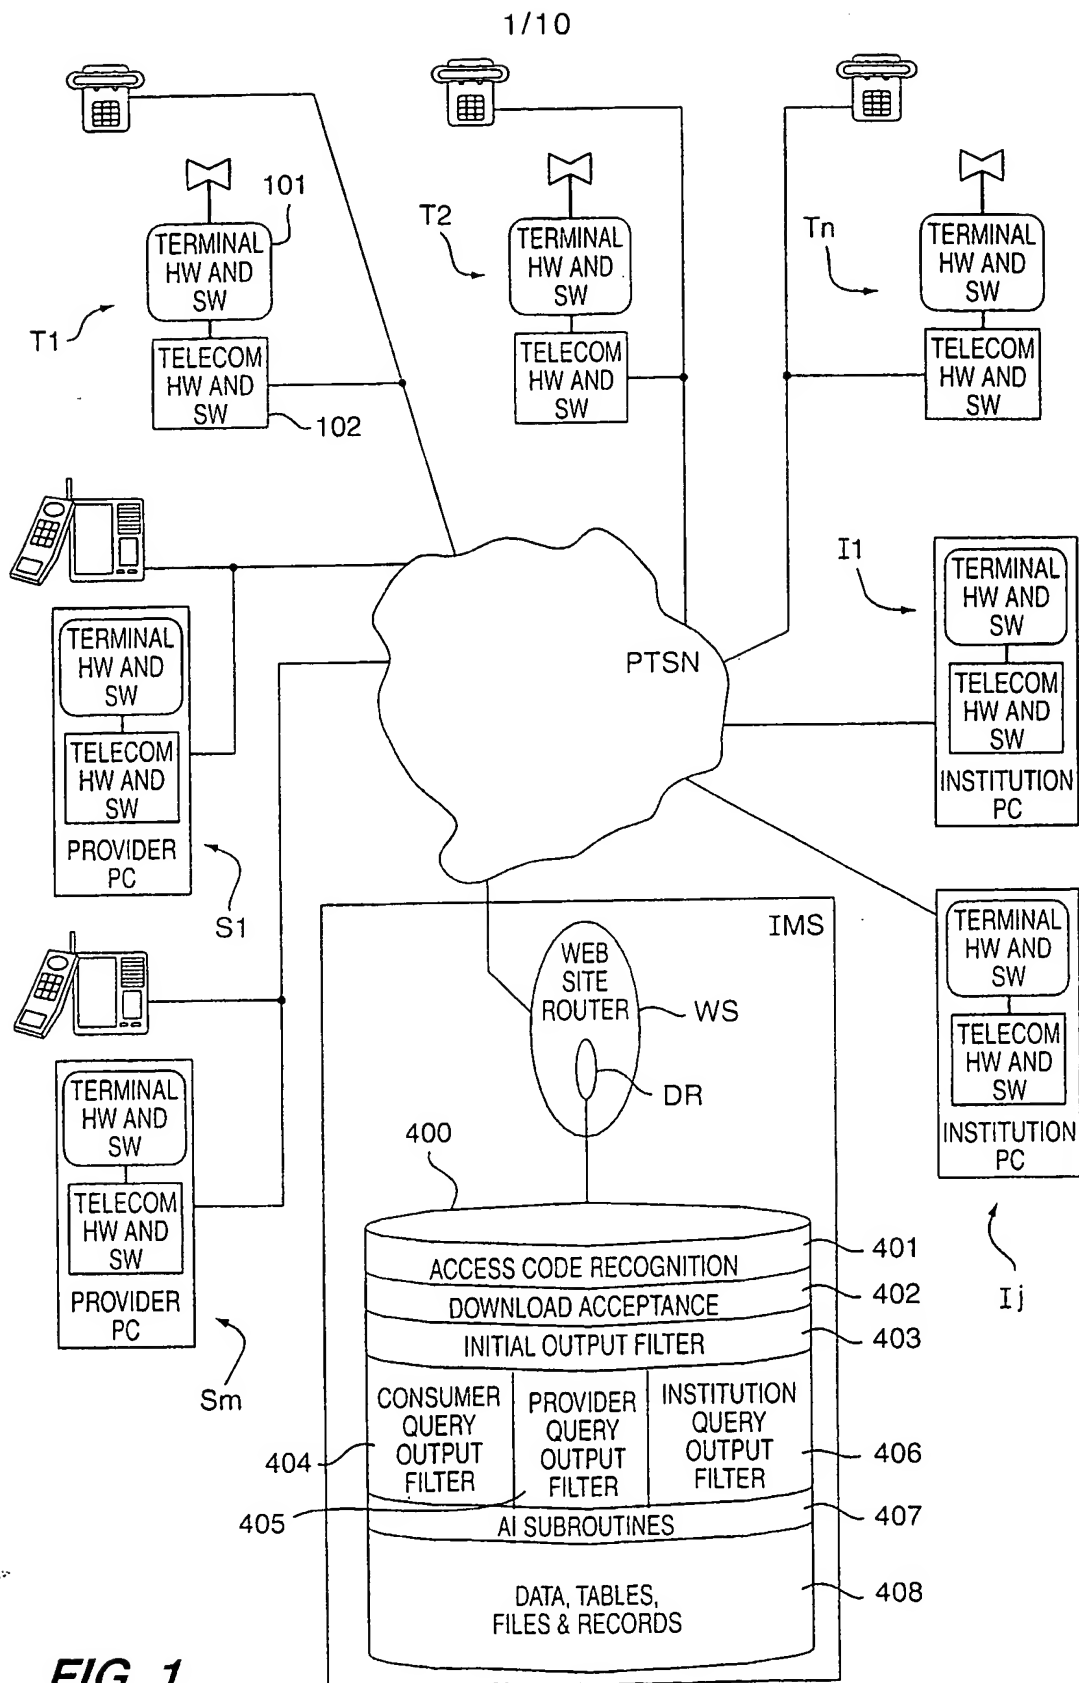 1/10
101
TERMINAL
HW AND
SW
T1
TELECOM
HW AND
SW
102
T2
TERMINAL
HW AND
SW
TELECOM
HW AND
SW
Tn
TERMINAL
HW AND
SW
TELECOM
HW AND
SW
PTSN
I1
TERMINAL
HW AND
SW
TELECOM
HW AND
SW
INSTITUTION
PC
TERMINAL
HW AND
SW
TELECOM
HW AND
SW
PROVIDER
PC
S1
TERMINAL
HW AND
SW
TELECOM
HW AND
SW
INSTITUTION
PC
Ij
TERMINAL
HW AND
SW
TELECOM
HW AND
SW
PROVIDER
PC
Sm
IMS
WEB
SITE
ROUTER
WS
DR
400
ACCESS CODE RECOGNITION
401
DOWNLOAD ACCEPTANCE
402
INITIAL OUTPUT FILTER
403
CONSUMER
QUERY
OUTPUT
FILTER
404
PROVIDER
QUERY
OUTPUT
FILTER
405
INSTITUTION
QUERY
OUTPUT
FILTER
406
AI SUBROUTINES
407
DATA, TABLES,
FILES & RECORDS
408
FIG. 1